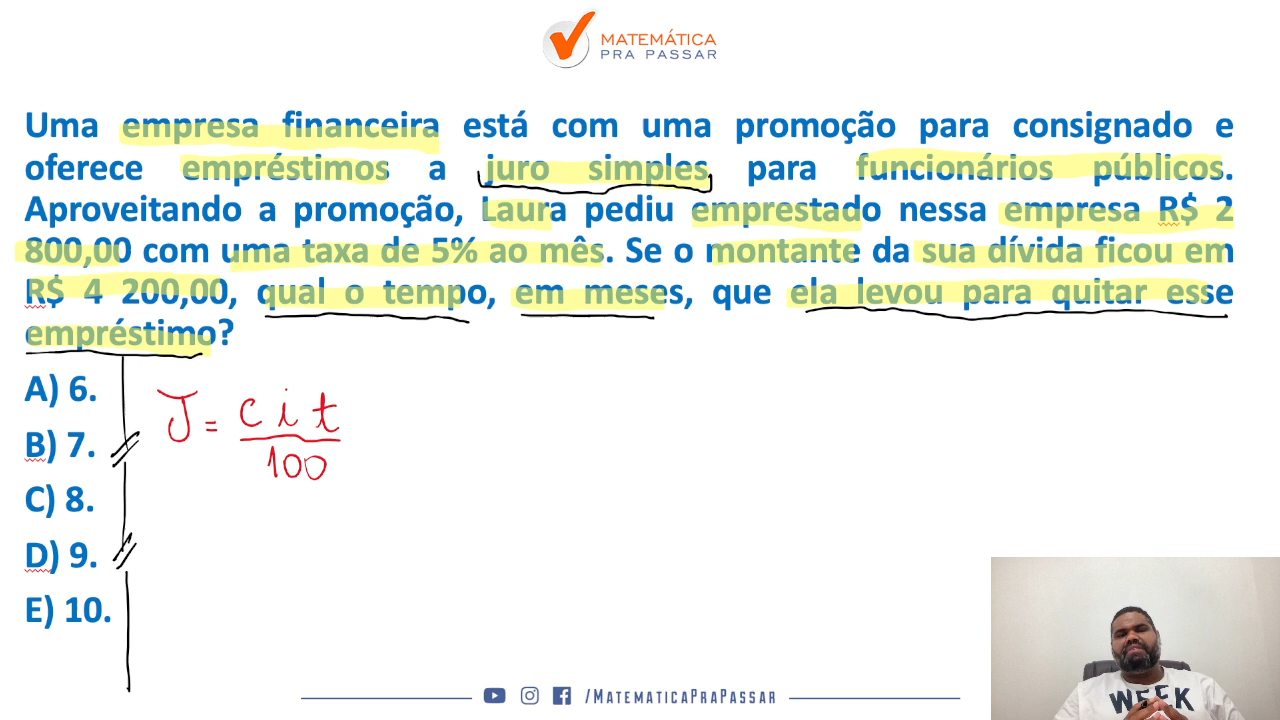 MATEMÁTICA
PRA PASSAR
Uma empresa financeira está com uma promoção para consignado e
oferece empréstimos a juro simples para funcionários públicos.
Aproveitando a promoção, Laura pediu emprestado nessa empresa R$ 2
800,00 com uma taxa de 5% ao mês. Se o montante da sua dívida ficou em
R$ 4 200,00, qual o tempo, em meses, que ela levou para quitar esse
empréstimo?
A) 6.
B) 7.
C) 8.
D) 9.
E) 10.
J = c i t
100
/MATEMATICAPRAPASSAR
WEEK